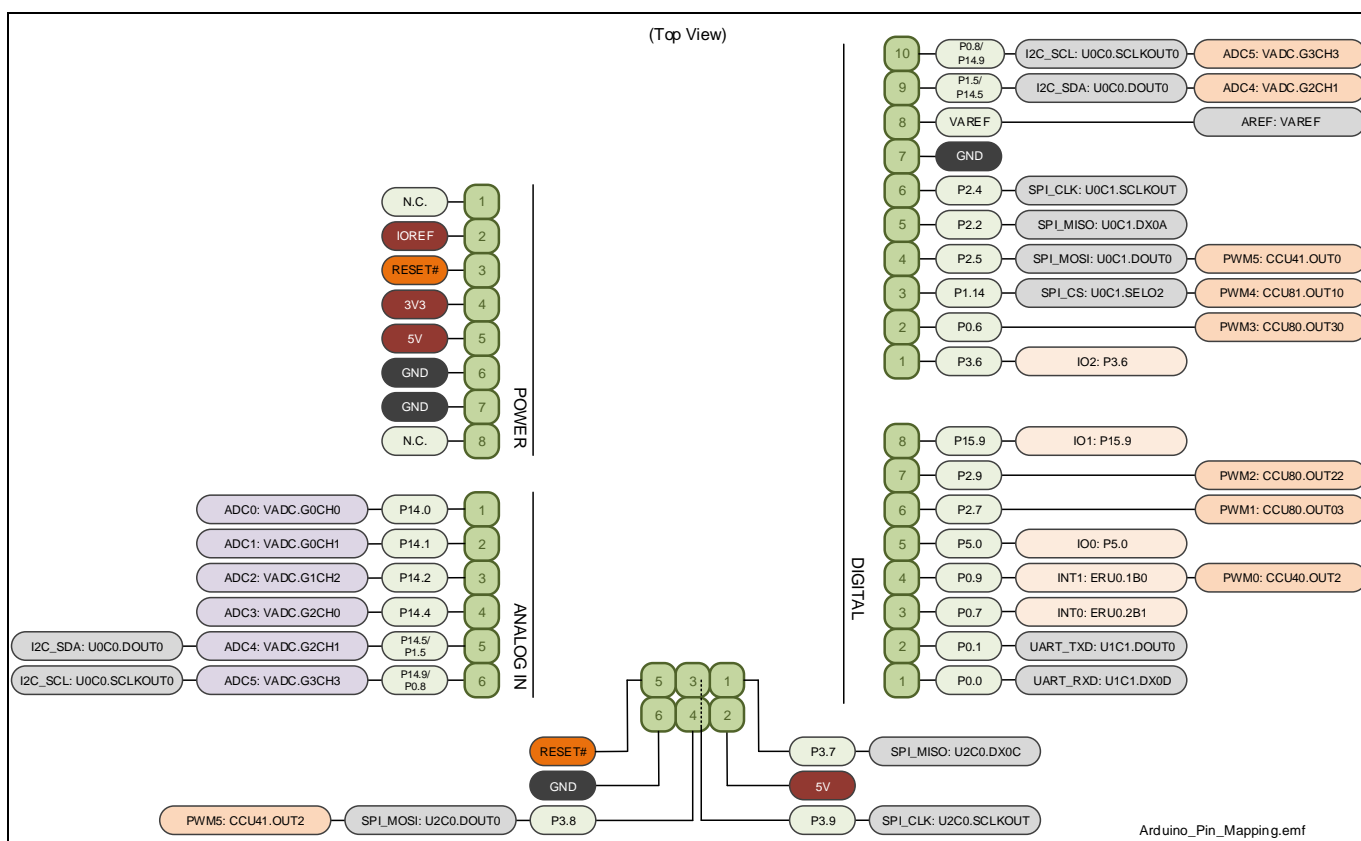 (Top View)
10 P0.8/ P14.9 I2C_SCL: U0C0.SCLKOUT0 ADC5: VADC.G3CH3
9 P1.5/ P14.5 I2C_SDA: U0C0.DOUT0 ADC4: VADC.G2CH1
8 VAREF AREF: VAREF
7 GND
6 P2.4 SPI_CLK: U0C1.SCLKOUT
5 P2.2 SPI_MISO: U0C1.DX0A
4 P2.5 SPI_MOSI: U0C1.DOUT0 PWM5: CCU41.OUT0
3 P1.14 SPI_CS: U0C1.SELO2 PWM4: CCU81.OUT10
2 P0.6 PWM3: CCU80.OUT30
1 P3.6 IO2: P3.6
N.C. 1
IOREF 2
RESET# 3
3V3 4
5V 5
GND 6
GND 7
N.C. 8
POWER
8 P15.9 IO1: P15.9
7 P2.9 PWM2: CCU80.OUT22
6 P2.7 PWM1: CCU80.OUT03
5 P5.0 IO0: P5.0
4 P0.9 INT1: ERU0.1B0 PWM0: CCU40.OUT2
3 P0.7 INT0: ERU0.2B1
2 P0.1 UART_TXD: U1C1.DOUT0
1 P0.0 UART_RXD: U1C1.DX0D
DIGITAL
ADC0: VADC.G0CH0 P14.0 1
ADC1: VADC.G0CH1 P14.1 2
ADC2: VADC.G1CH2 P14.2 3
ADC3: VADC.G2CH0 P14.4 4
I2C_SDA: U0C0.DOUT0 ADC4: VADC.G2CH1 P14.5/ P1.5 5
I2C_SCL: U0C0.SCLKOUT0 ADC5: VADC.G3CH3 P14.9/ P0.8 6
ANALOG IN
5 3 1
6 4 2
RESET# P3.7 SPI_MISO: U2C0.DX0C
GND 5V
PWM5: CCU41.OUT2 SPI_MOSI: U2C0.DOUT0 P3.8 P3.9 SPI_CLK: U2C0.SCLKOUT
Arduino_Pin_Mapping.emf